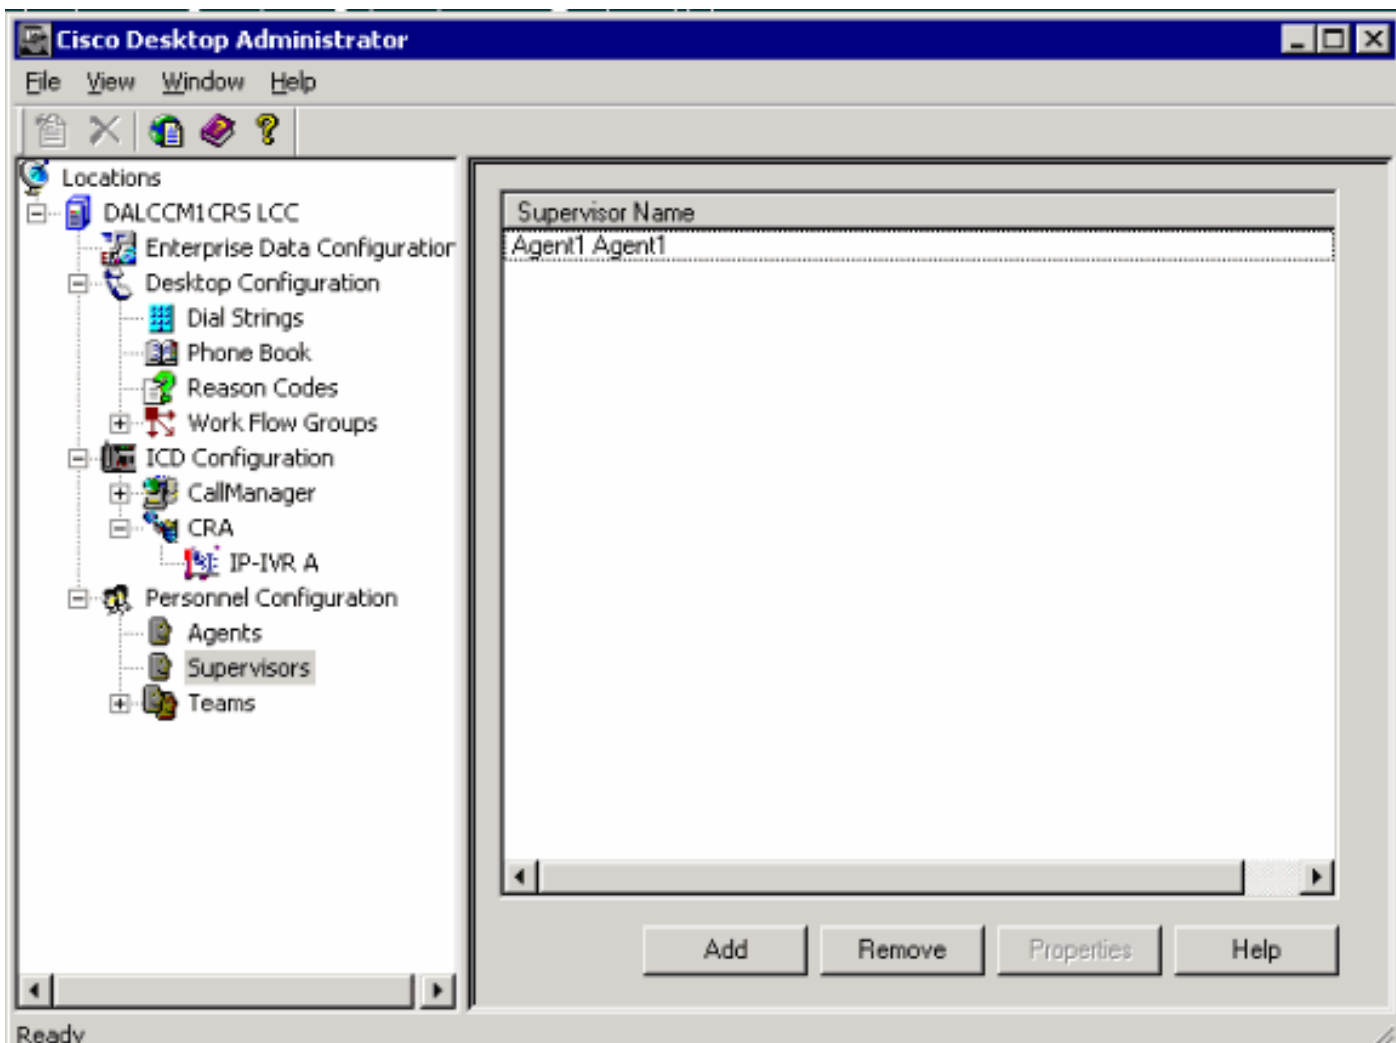 Cisco Desktop Administrator
File View Window Help
Locations
DALCCM1CRS LCC
Enterprise Data Configuration
Desktop Configuration
Dial Strings
Phone Book
Reason Codes
Work Flow Groups
ICD Configuration
CallManager
CRA
IP-IVR A
Personnel Configuration
Agents
Supervisors
Teams
Supervisor Name
Agent1 Agent1
Add Remove Properties Help
Ready